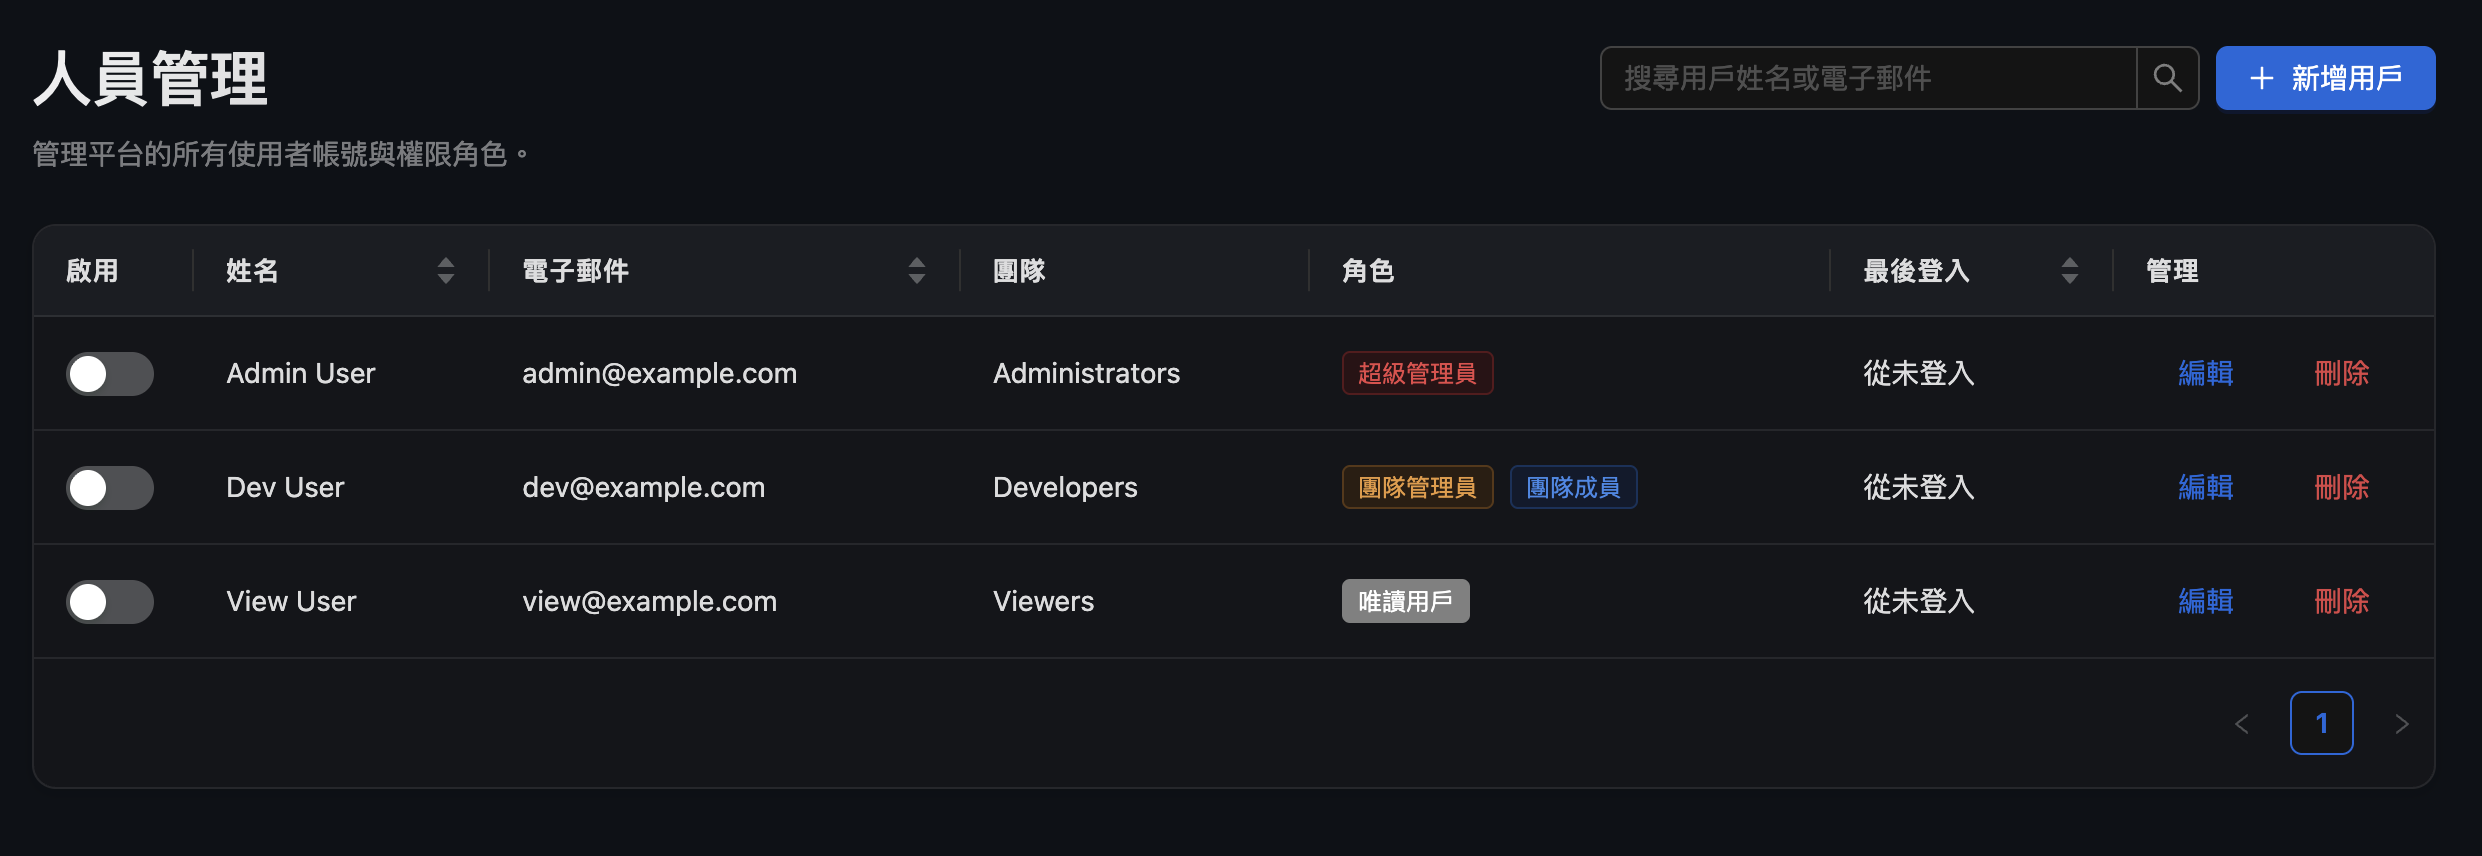 人員管理
搜尋用戶姓名或電子郵件
新增用戶
管理平台的所有使用者帳號與權限角色。
啟用 姓名 電子郵件 團隊 角色 最後登入 管理
Admin User admin@example.com Administrators 超級管理員 從未登入 編輯 刪除
Dev User dev@example.com Developers 團隊管理員 團隊成員 從未登入 編輯 刪除
View User view@example.com Viewers 唯讀用戶 從未登入 編輯 刪除
1